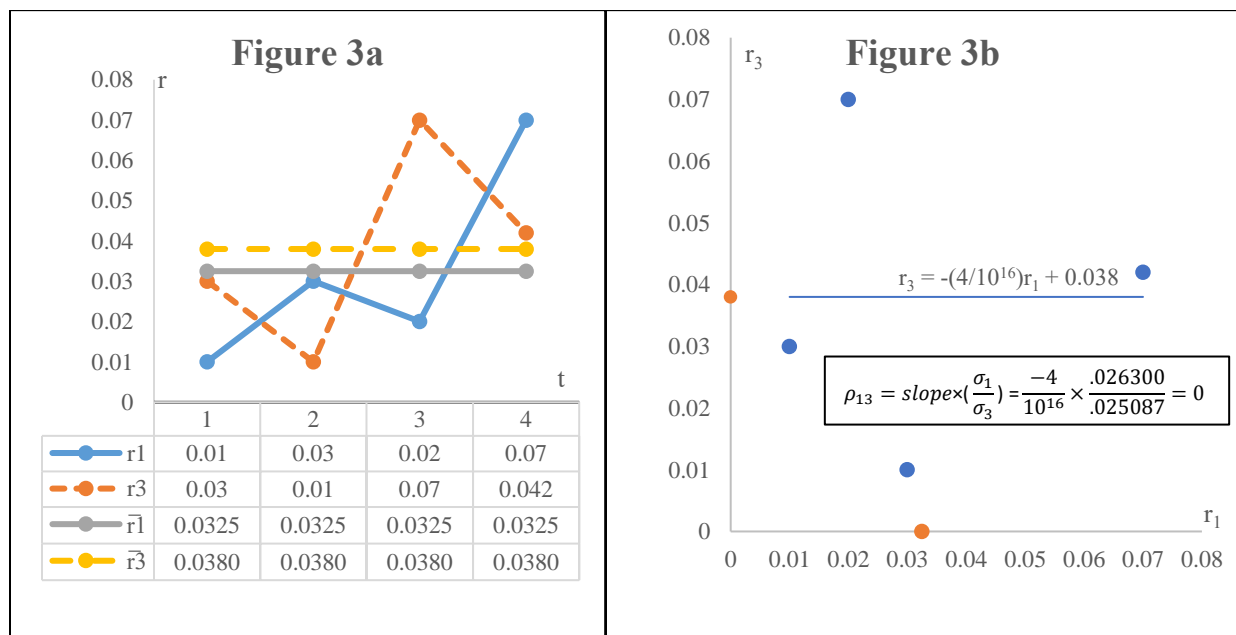 Figure 3a
r
0.08
0.07
0.06
0.05
0.04
0.03
0.02
0.01
0
t
1 2 3 4
r1 0.01 0.03 0.02 0.07
r3 0.03 0.01 0.07 0.042
r̄1 0.0325 0.0325 0.0325 0.0325
r̄3 0.0380 0.0380 0.0380 0.0380
Figure 3b
r₃
0.08
0.07
0.06
0.05
0.04
0.03
0.02
0.01
0
r₃ = -(4/10¹⁶)r₁ + 0.038
ρ₁₃ = slope×(σ₁/σ₃) = −4/10¹⁶ × .026300/.025087 = 0
r₁
0 0.01 0.02 0.03 0.04 0.05 0.06 0.07 0.08